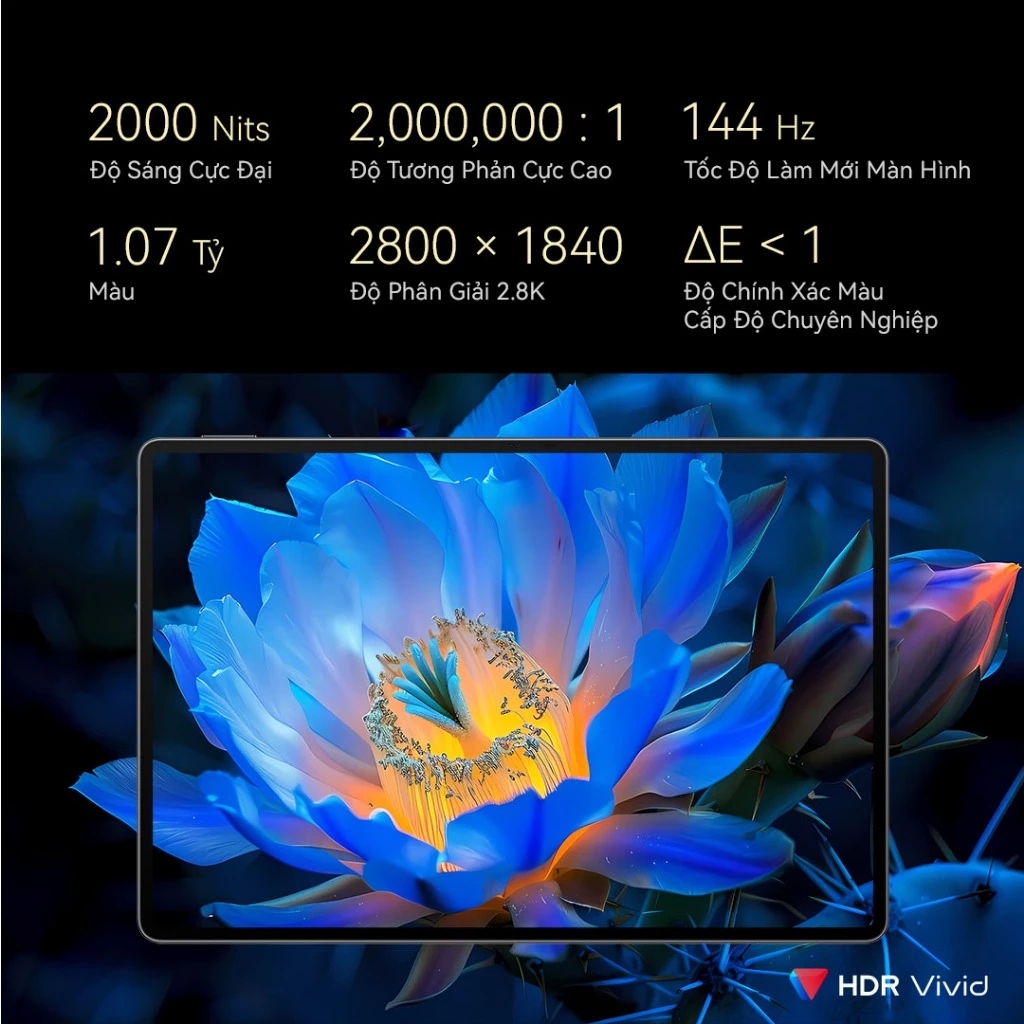 2000 Nits
Độ Sáng Cực Đại
2,000,000 : 1
Độ Tương Phản Cực Cao
144 Hz
Tốc Độ Làm Mới Màn Hình
1.07 Tỷ
Màu
2800 × 1840
Độ Phân Giải 2.8K
ΔE < 1
Độ Chính Xác Màu
Cấp Độ Chuyên Nghiệp
HDR Vivid